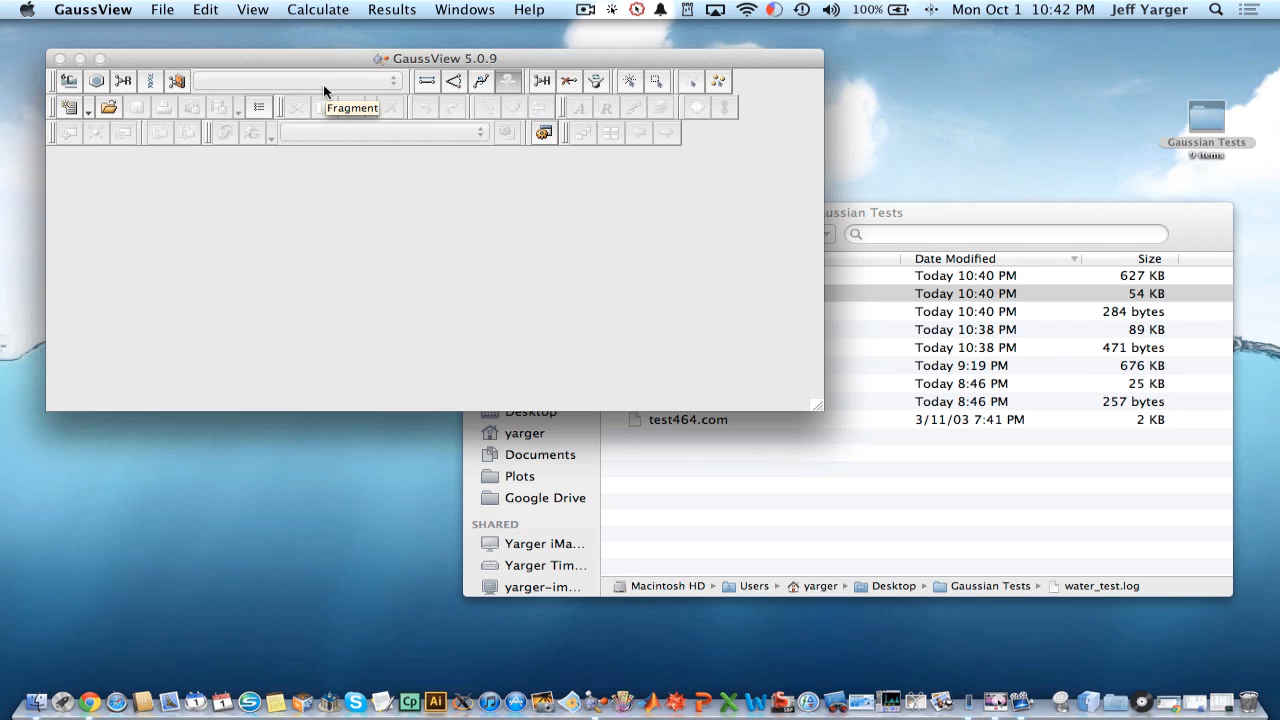 GaussView File Edit View Calculate Results Windows Help 100% Mon Oct 1 10:42 PM Jeff Yarger
GaussView 5.0.9
Fragment
Gaussian Tests
9 items
ussian Tests
Date Modified Size
Today 10:40 PM 627 KB
Today 10:40 PM 54 KB
Today 10:40 PM 284 bytes
Today 10:38 PM 89 KB
Today 10:38 PM 471 bytes
Today 9:19 PM 676 KB
Today 8:46 PM 25 KB
Today 8:46 PM 257 bytes
test464.com 3/11/03 7:41 PM 2 KB
Desktop
yarger
Documents
Plots
Google Drive
SHARED
Yarger iMa...
Yarger Tim...
yarger-im...
Macintosh HD Users yarger Desktop Gaussian Tests water_test.log